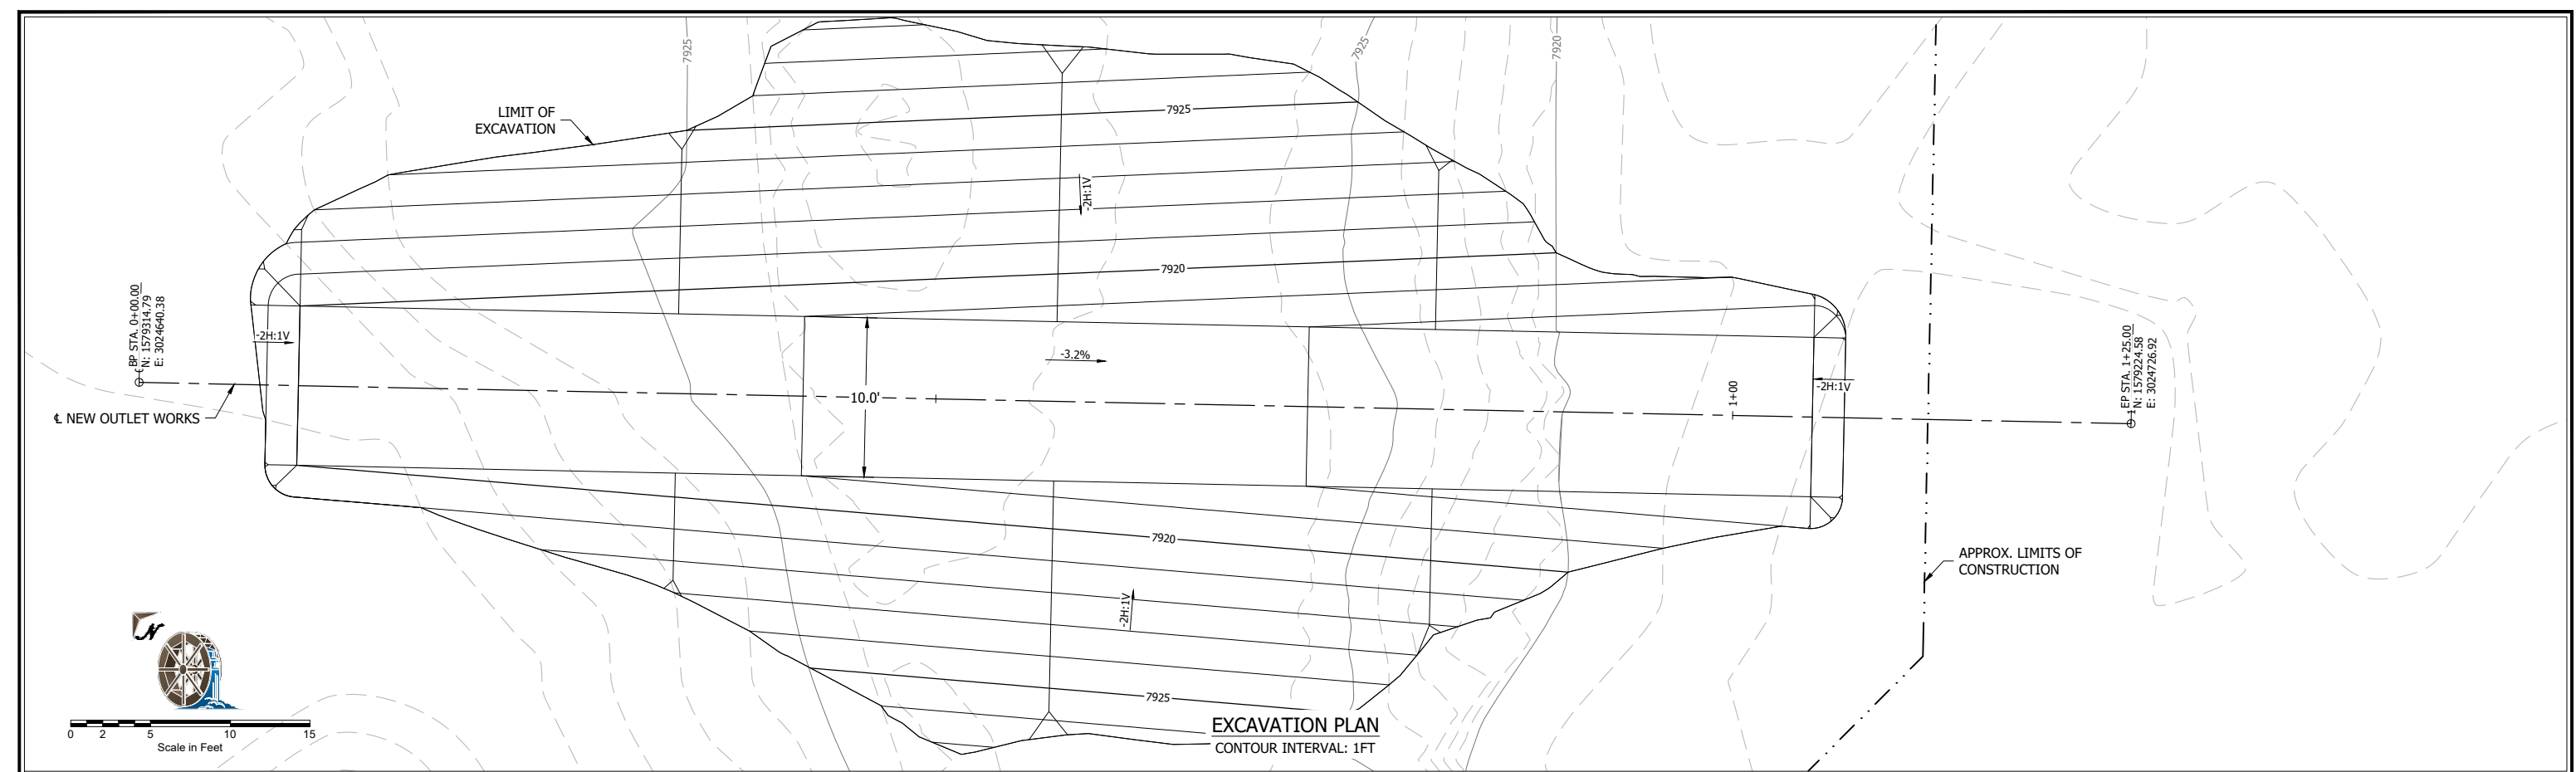 7925
7925
7920
LIMIT OF
EXCAVATION
7925
-2H:1V
7920
BP STA. 0+00.00
N: 1579314.79
E: 3024640.38
-2H:1V
-3.2%
10.0'
1+00
-2H:1V
EP STA. 1+25.00
N: 1579224.58
E: 3024726.92
℄ NEW OUTLET WORKS
7920
APPROX. LIMITS OF
CONSTRUCTION
-2H:1V
N
7925
0 2 5 10 15
Scale in Feet
EXCAVATION PLAN
CONTOUR INTERVAL: 1FT